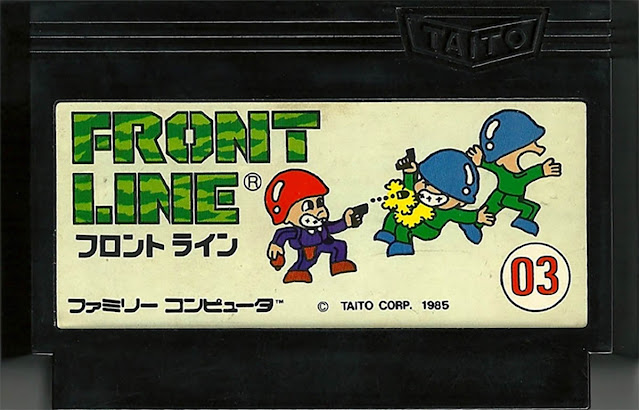 TAITO
FRONT
LINE®
フロント ライン
03
ファミリー コンピュータ™
© TAITO CORP. 1985